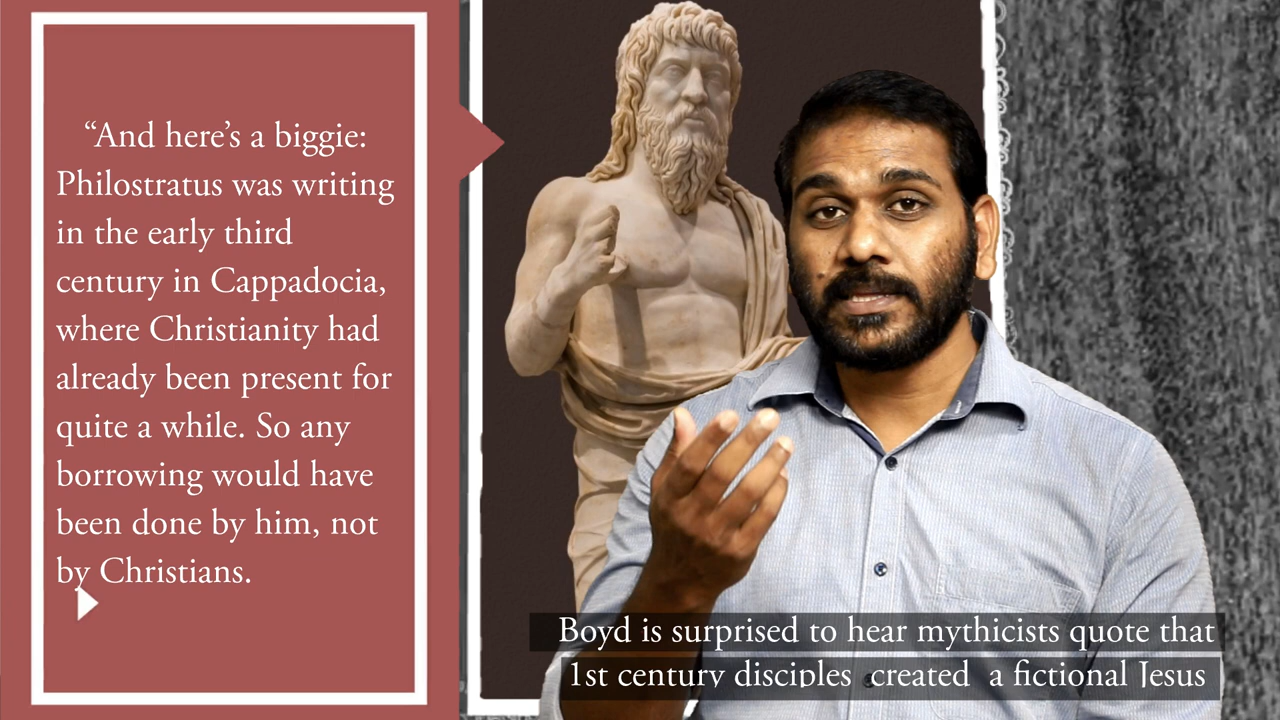 “And here’s a biggie:
Philostratus was writing
in the early third
century in Cappadocia,
where Christianity had
already been present for
quite a while. So any
borrowing would have
been done by him, not
by Christians.
Boyd is surprised to hear mythicists quote that
1st century disciples created a fictional Jesus